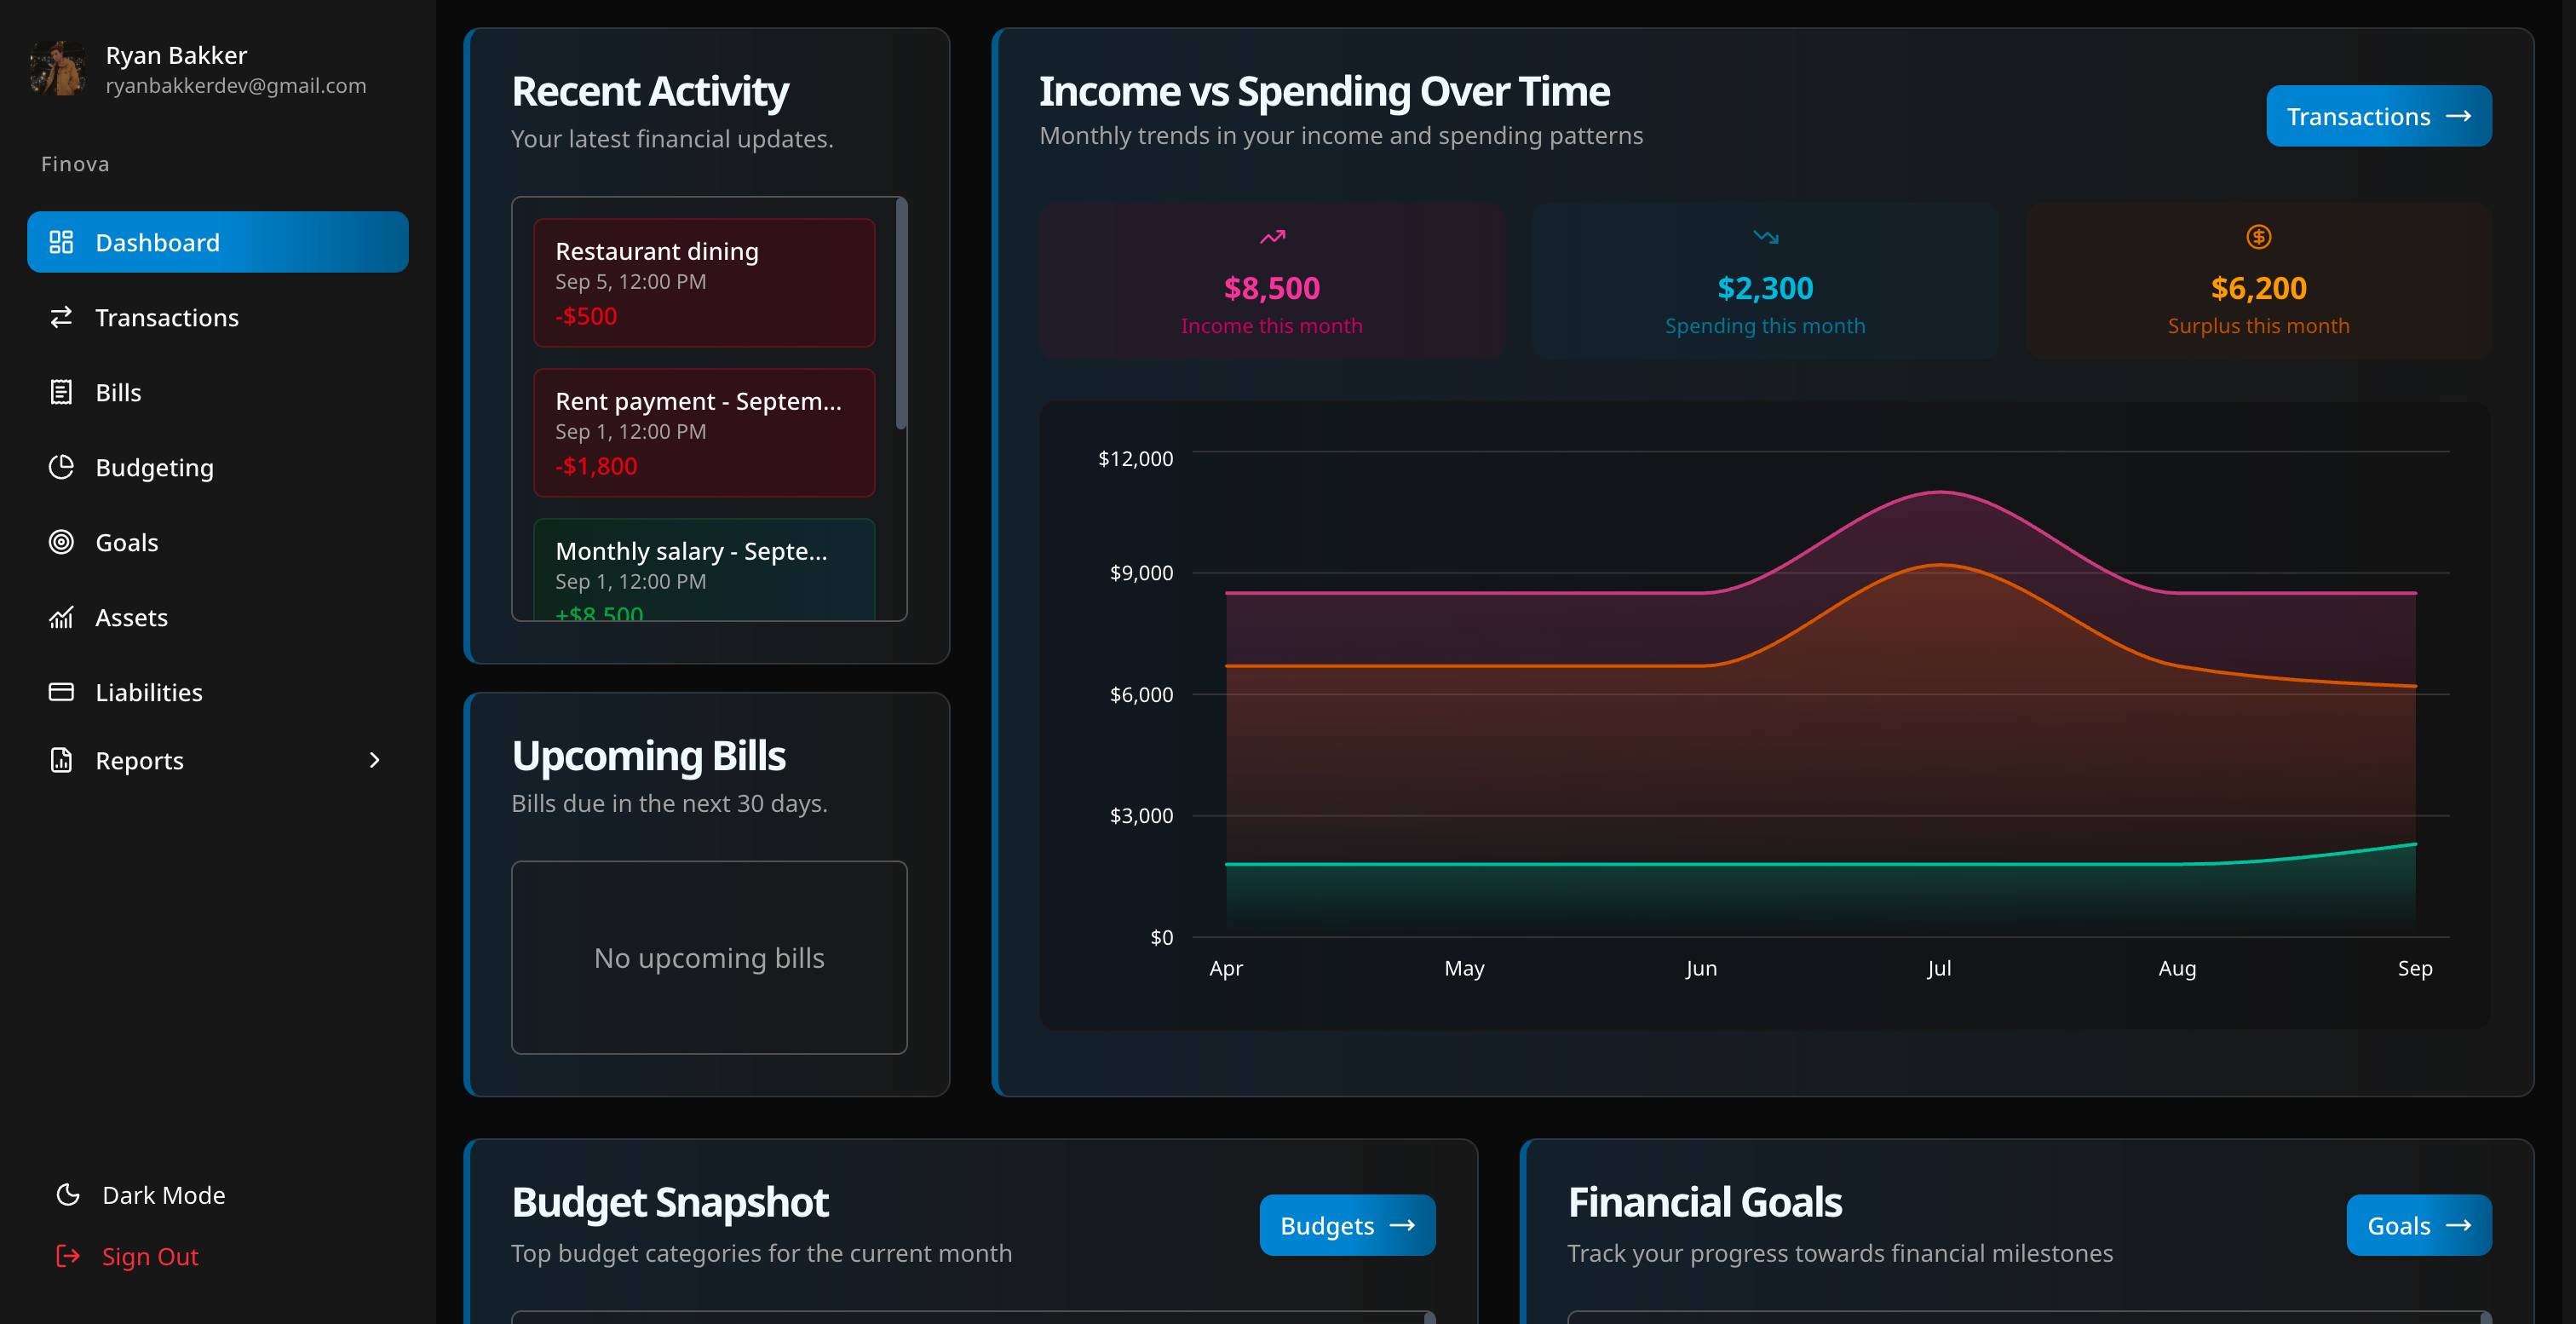 Ryan Bakker
ryanbakkerdev@gmail.com
Finova
Dashboard
Transactions
Bills
Budgeting
Goals
Assets
Liabilities
Reports
Dark Mode
Sign Out
Recent Activity
Your latest financial updates.
Restaurant dining
Sep 5, 12:00 PM
-$500
Rent payment - Septem...
Sep 1, 12:00 PM
-$1,800
Monthly salary - Septe...
Sep 1, 12:00 PM
+$8,500
Upcoming Bills
Bills due in the next 30 days.
No upcoming bills
Income vs Spending Over Time
Monthly trends in your income and spending patterns
Transactions
$8,500
Income this month
$2,300
Spending this month
$6,200
Surplus this month
$12,000
$9,000
$6,000
$3,000
$0
Apr May Jun Jul Aug Sep
Budget Snapshot
Top budget categories for the current month
Budgets
Financial Goals
Track your progress towards financial milestones
Goals